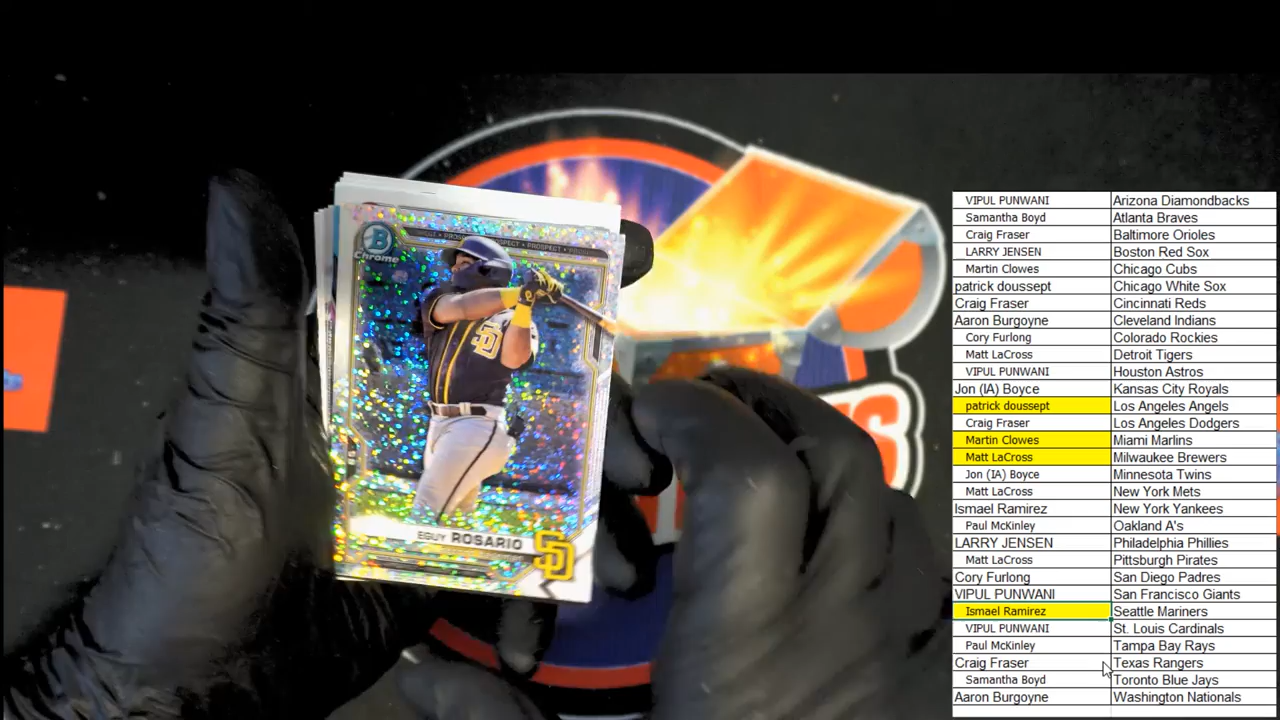 PROSPECT
B
Chrome
SD
EGUY ROSARIO
SD
VIPUL PUNWANI Arizona Diamondbacks
Samantha Boyd Atlanta Braves
Craig Fraser Baltimore Orioles
LARRY JENSEN Boston Red Sox
Martin Clowes Chicago Cubs
patrick doussept Chicago White Sox
Craig Fraser Cincinnati Reds
Aaron Burgoyne Cleveland Indians
Cory Furlong Colorado Rockies
Matt LaCross Detroit Tigers
VIPUL PUNWANI Houston Astros
Jon (IA) Boyce Kansas City Royals
patrick doussept Los Angeles Angels
Craig Fraser Los Angeles Dodgers
Martin Clowes Miami Marlins
Matt LaCross Milwaukee Brewers
Jon (IA) Boyce Minnesota Twins
Matt LaCross New York Mets
Ismael Ramirez New York Yankees
Paul McKinley Oakland A's
LARRY JENSEN Philadelphia Phillies
Matt LaCross Pittsburgh Pirates
Cory Furlong San Diego Padres
VIPUL PUNWANI San Francisco Giants
Ismael Ramirez Seattle Mariners
VIPUL PUNWANI St. Louis Cardinals
Paul McKinley Tampa Bay Rays
Craig Fraser Texas Rangers
Samantha Boyd Toronto Blue Jays
Aaron Burgoyne Washington Nationals